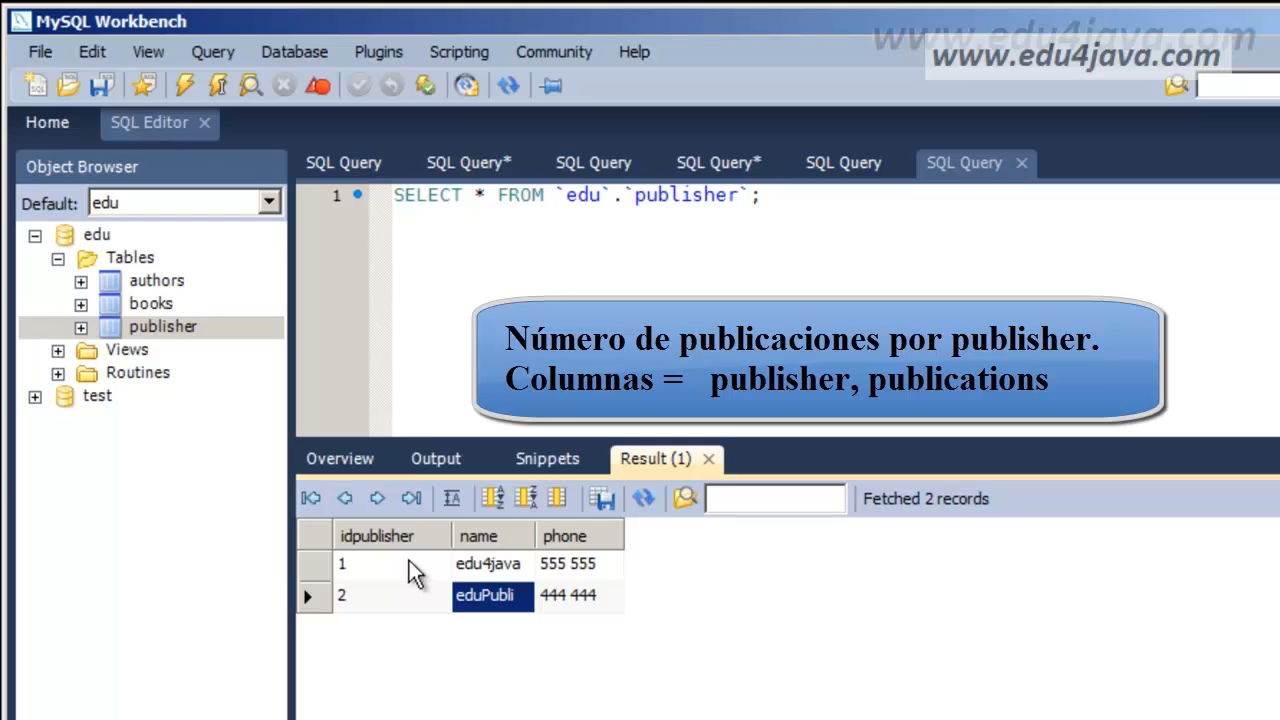 MySQL Workbench
www.edu4java.com
File Edit View Query Database Plugins Scripting Community Help
www.edu4java.com
Home SQL Editor
Object Browser
SQL Query SQL Query* SQL Query SQL Query* SQL Query SQL Query
Default: edu
1 SELECT * FROM `edu`.`publisher`;
edu
Tables
authors
books
publisher
Views
Routines
test
Número de publicaciones por publisher.
Columnas = publisher, publications
Overview Output Snippets Result (1)
Fetched 2 records
idpublisher name phone
1 edu4java 555 555
2 eduPubli 444 444